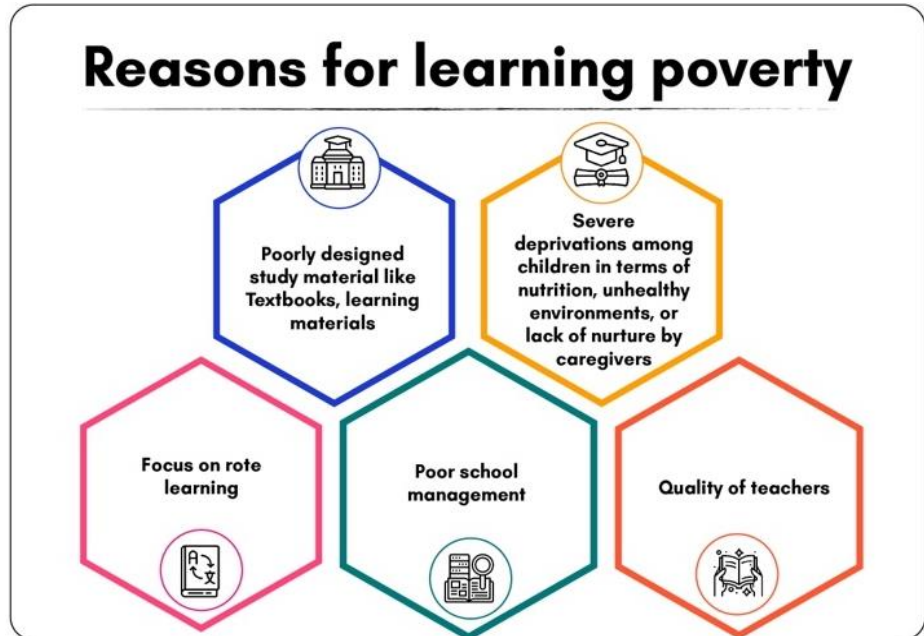 Reasons for learning poverty
Poorly designed
study material like
Textbooks, learning
materials
Severe
deprivations among
children in terms of
nutrition, unhealthy
environments, or
lack of nurture by
caregivers
Focus on rote
learning
Poor school
management
Quality of teachers